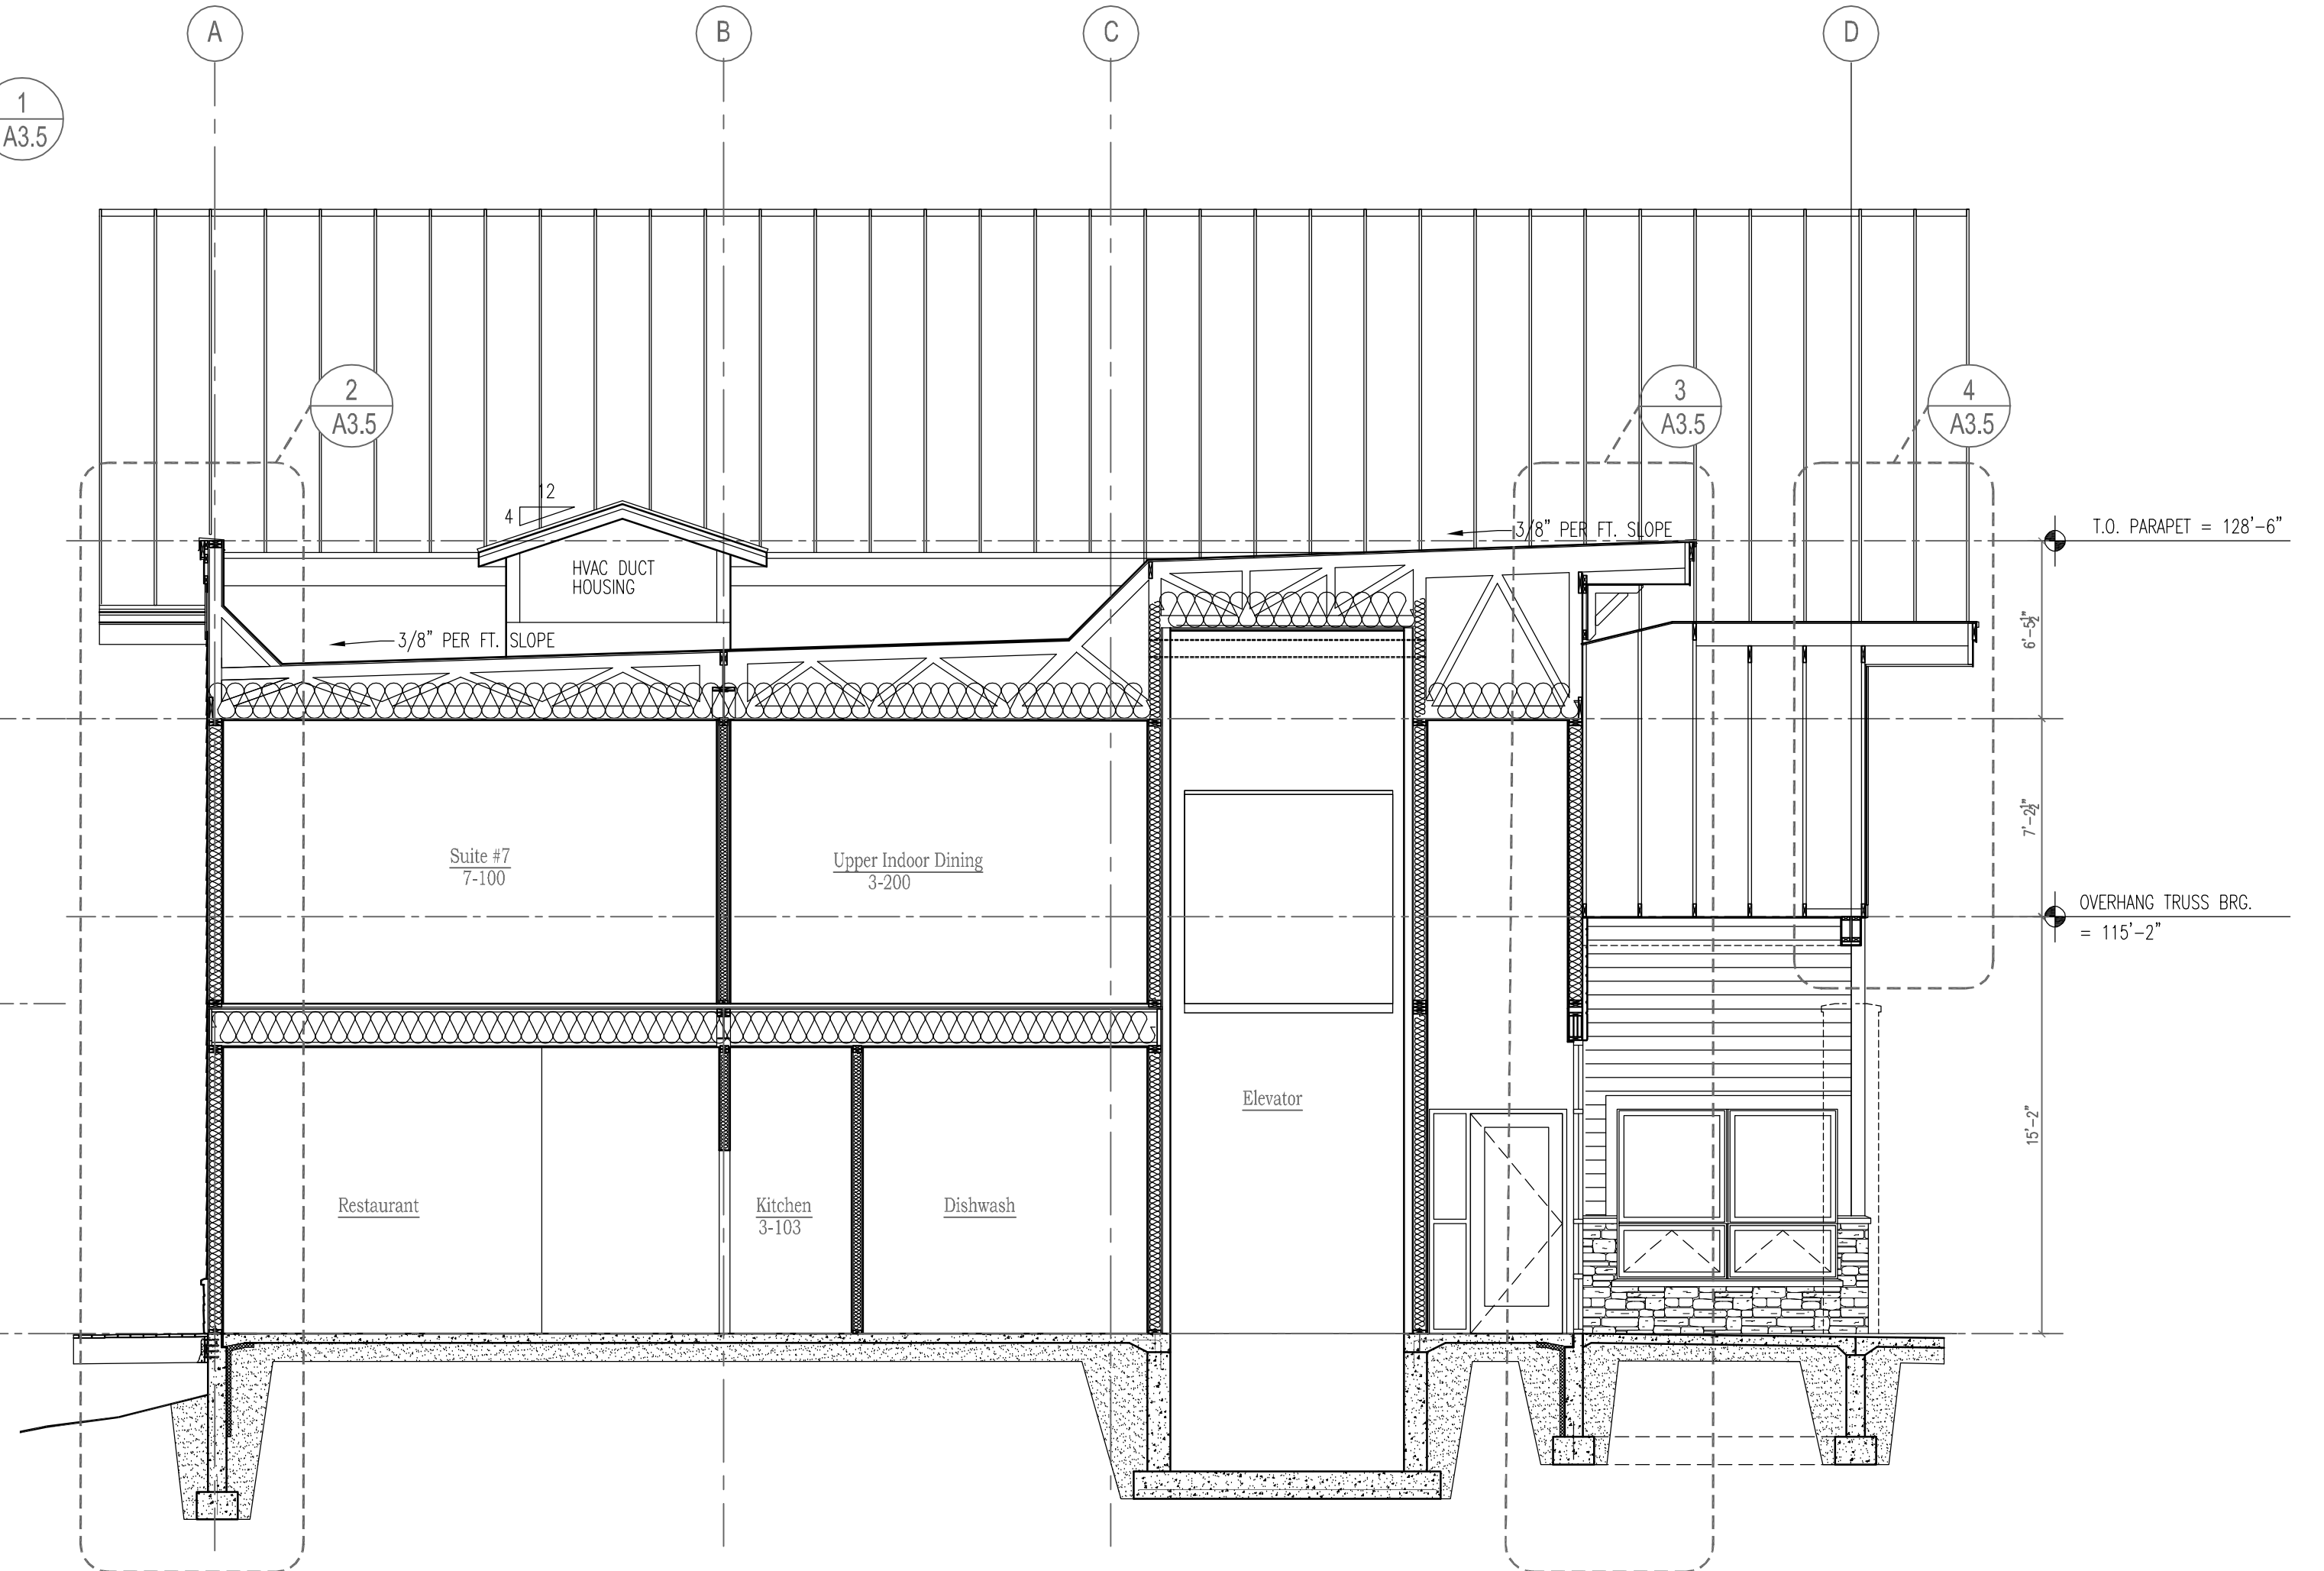 A
B
C
D
1
A3.5
2
A3.5
3
A3.5
4
A3.5
12
4
HVAC DUCT
HOUSING
3/8" PER FT. SLOPE
3/8" PER FT. SLOPE
T.O. PARAPET = 128'-6"
6'-5½"
7'-2½"
Suite #7
7-100
Upper Indoor Dining
3-200
OVERHANG TRUSS BRG.
= 115'-2"
Elevator
15'-2"
Restaurant
Kitchen
3-103
Dishwash